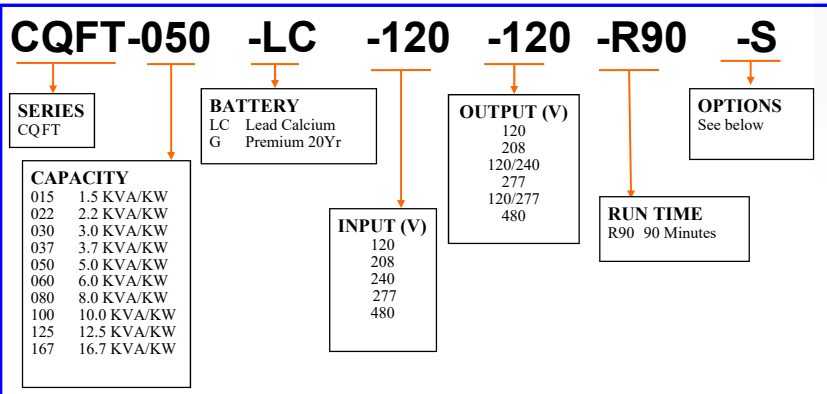 CQFT-050 -LC -120 -120 -R90 -S
SERIES
CQFT
CAPACITY
015 1.5 KVA/KW
022 2.2 KVA/KW
030 3.0 KVA/KW
037 3.7 KVA/KW
050 5.0 KVA/KW
060 6.0 KVA/KW
080 8.0 KVA/KW
100 10.0 KVA/KW
125 12.5 KVA/KW
167 16.7 KVA/KW
BATTERY
LC Lead Calcium
G Premium 20Yr
INPUT (V)
120
208
240
277
480
OUTPUT (V)
120
208
120/240
277
120/277
480
RUN TIME
R90 90 Minutes
OPTIONS
See below